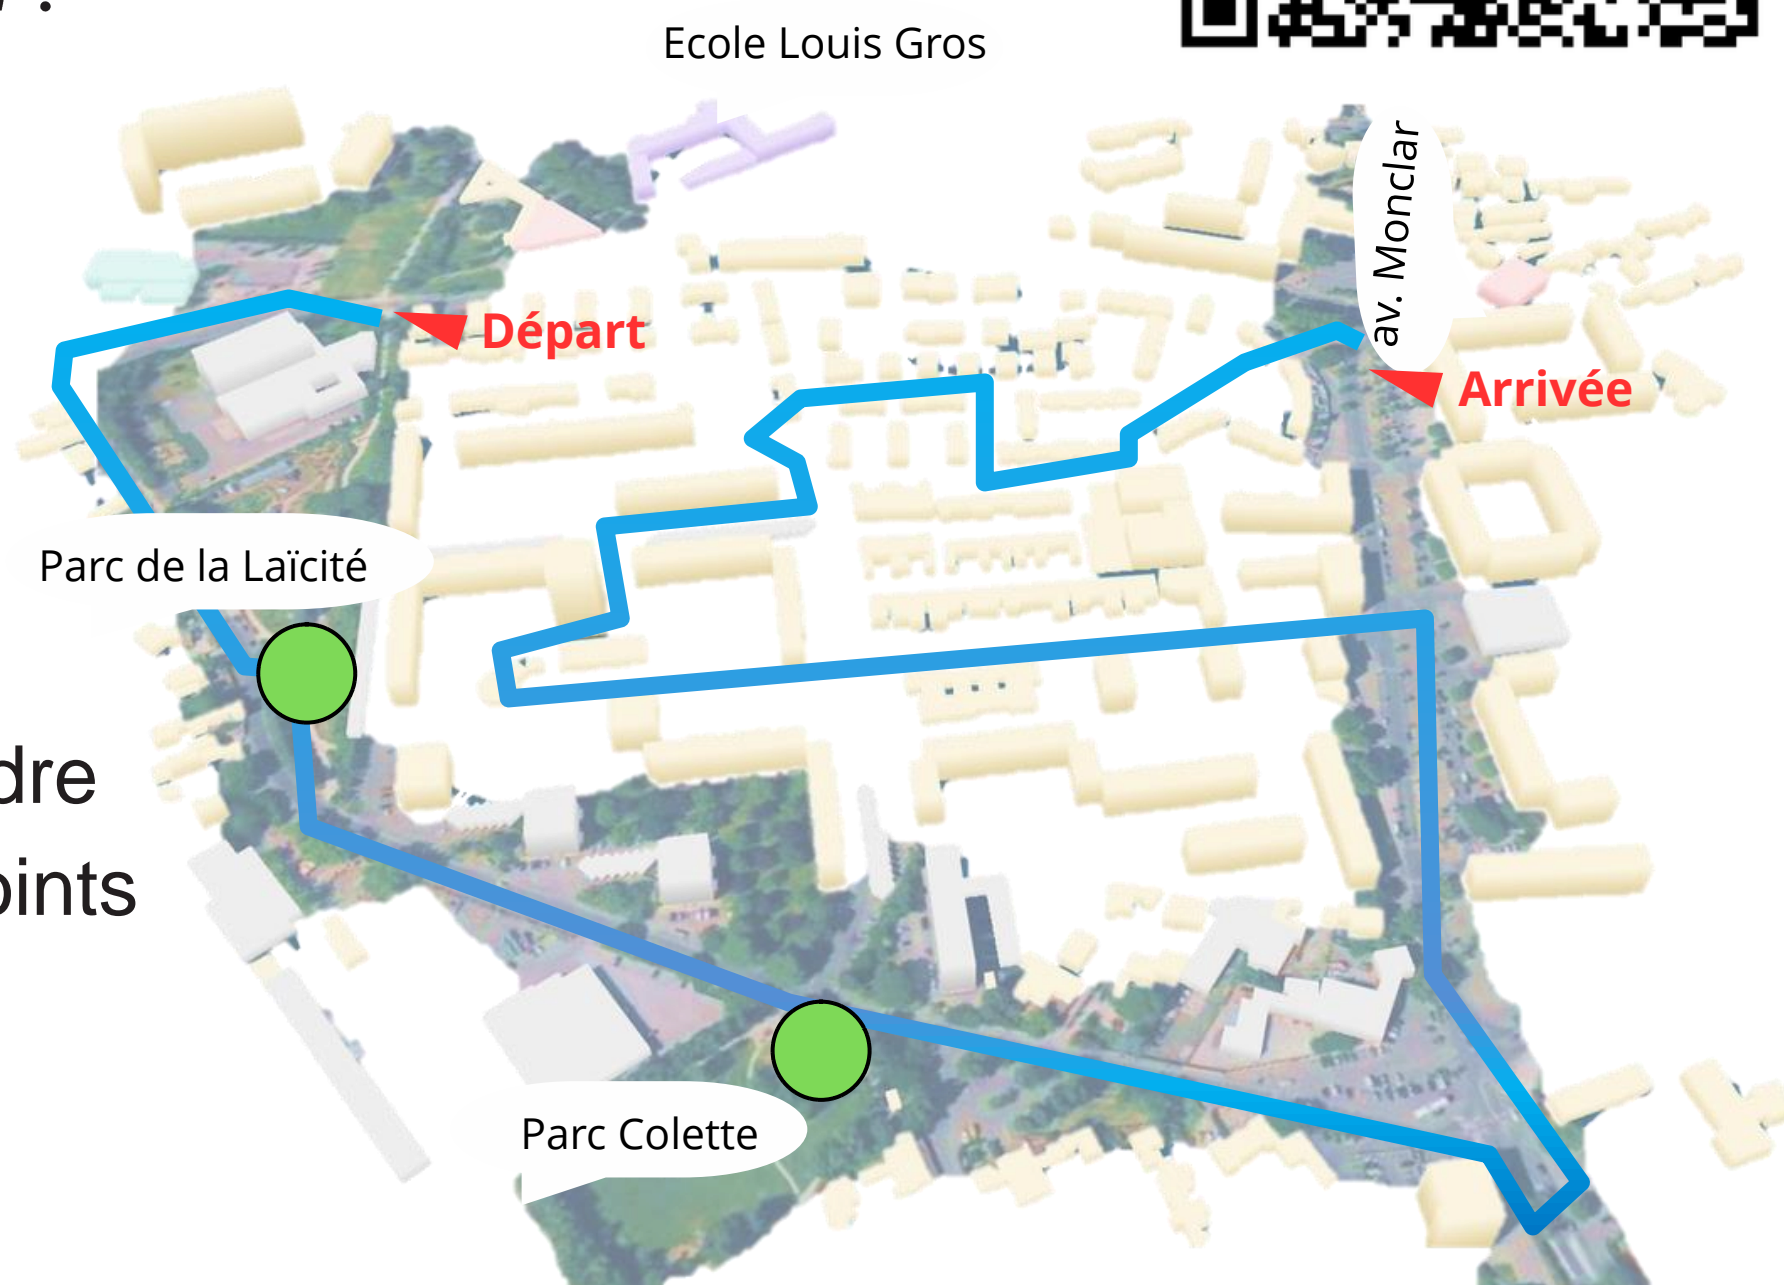 Ecole Louis Gros
av. Monclar
Départ
Arrivée
Parc de la Laïcité
dre
oints
Parc Colette